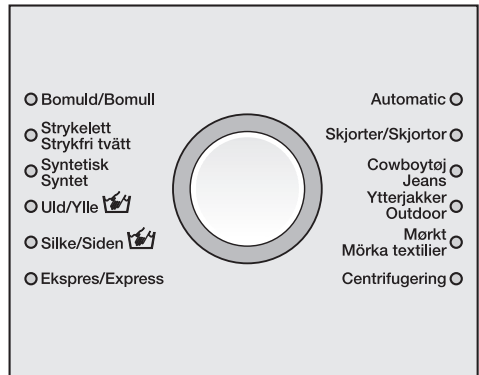 Bomuld/Bomull
Strykelett
Strykfri tvätt
Syntetisk
Syntet
Uld/Ylle
Silke/Siden
Ekspres/Express
Automatic
Skjorter/Skjortor
Cowboytøj
Jeans
Ytterjakker
Outdoor
Mørkt
Mörka textilier
Centrifugering